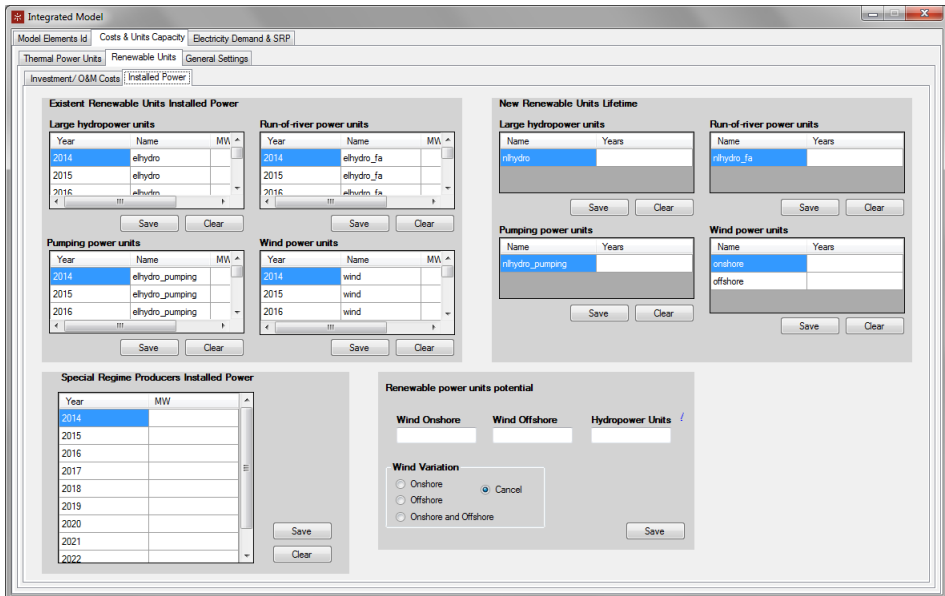 Integrated Model
Model Elements Id Costs & Units Capacity Electricity Demand & SRP
Thermal Power Units Renewable Units General Settings
Investment/ O&M Costs Installed Power
Existent Renewable Units Installed Power
Large hydropower units
Year Name MW
2014 elhydro
2015 elhydro
2016 elhydro
Save Clear
Run-of-river power units
Year Name MW
2014 elhydro_fa
2015 elhydro_fa
2016 elhydro_fa
Save Clear
Pumping power units
Year Name MW
2014 elhydro_pumping
2015 elhydro_pumping
2016 elhydro_pumping
Save Clear
Wind power units
Year Name MW
2014 wind
2015 wind
2016 wind
Save Clear
New Renewable Units Lifetime
Large hydropower units
Name Years
nlhydro
Save Clear
Run-of-river power units
Name Years
nlhydro_fa
Save Clear
Pumping power units
Name Years
nlhydro_pumping
Save Clear
Wind power units
Name Years
onshore
offshore
Save Clear
Special Regime Producers Installed Power
Year MW
2014
2015
2016
2017
2018
2019
2020
2021
2022
Save
Clear
Renewable power units potential
Wind Onshore Wind Offshore Hydropower Units !
Wind Variation
Onshore
Cancel
Offshore
Onshore and Offshore
Save